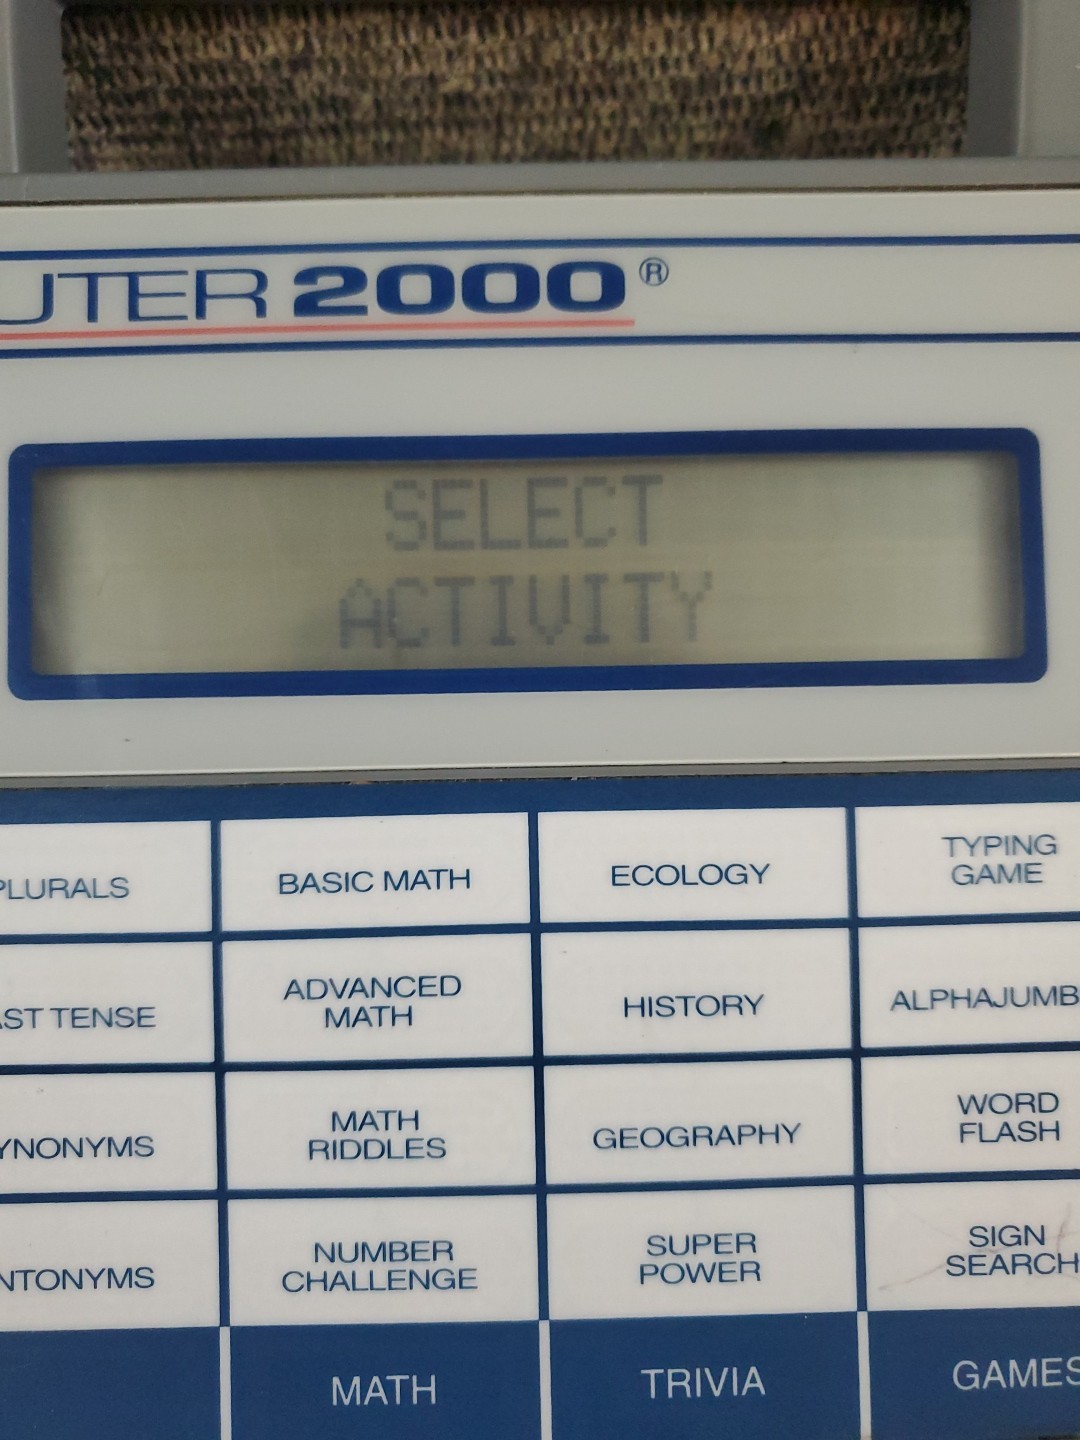 UTER 2000®
SELECT
ACTIVITY
PLURALS
BASIC MATH
ECOLOGY
TYPING
GAME
AST TENSE
ADVANCED
MATH
HISTORY
ALPHAJUMB
YNONYMS
MATH
RIDDLES
GEOGRAPHY
WORD
FLASH
NTONYMS
NUMBER
CHALLENGE
SUPER
POWER
SIGN
SEARCH
MATH
TRIVIA
GAMES